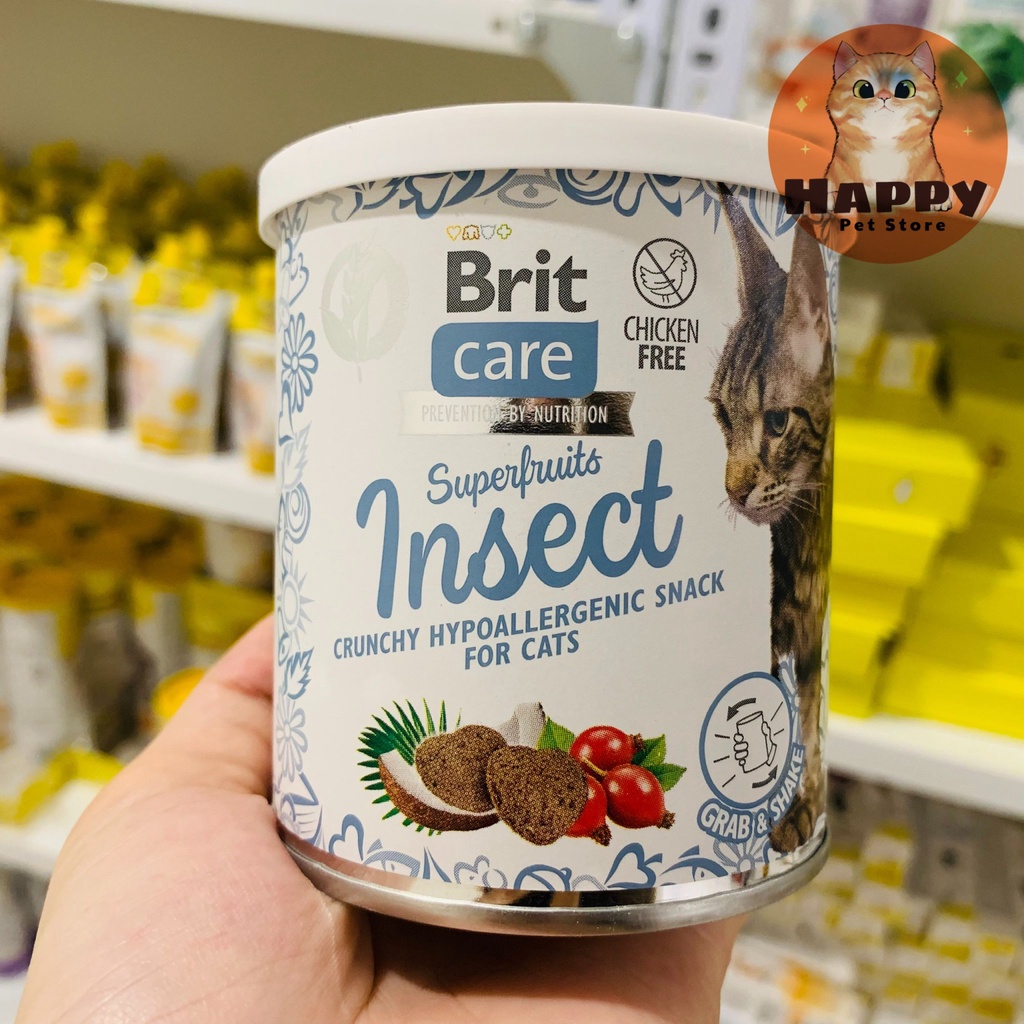 HAPPY
Pet Store
Brit
care
PREVENTION BY NUTRITION
CHICKEN
FREE
Superfruits
Insect
CRUNCHY HYPOALLERGENIC SNACK
FOR CATS
GRAB & SHAKE